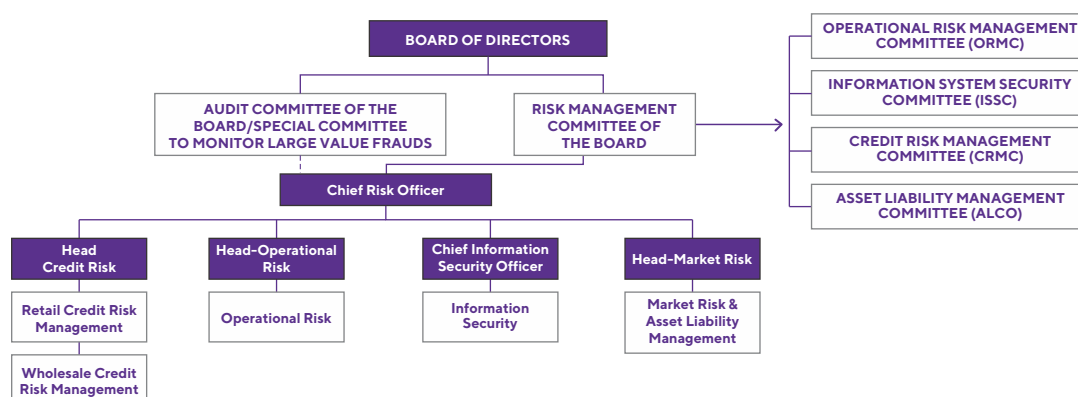 BOARD OF DIRECTORS
AUDIT COMMITTEE OF THE
BOARD/SPECIAL COMMITTEE
TO MONITOR LARGE VALUE FRAUDS
RISK MANAGEMENT
COMMITTEE OF
THE BOARD
OPERATIONAL RISK MANAGEMENT
COMMITTEE (ORMC)
INFORMATION SYSTEM SECURITY
COMMITTEE (ISSC)
CREDIT RISK MANAGEMENT
COMMITTEE (CRMC)
ASSET LIABILITY MANAGEMENT
COMMITTEE (ALCO)
Chief Risk Officer
Head
Credit Risk
Retail Credit Risk
Management
Wholesale Credit
Risk Management
Head-Operational
Risk
Operational Risk
Chief Information
Security Officer
Information
Security
Head-Market Risk
Market Risk &
Asset Liability
Management